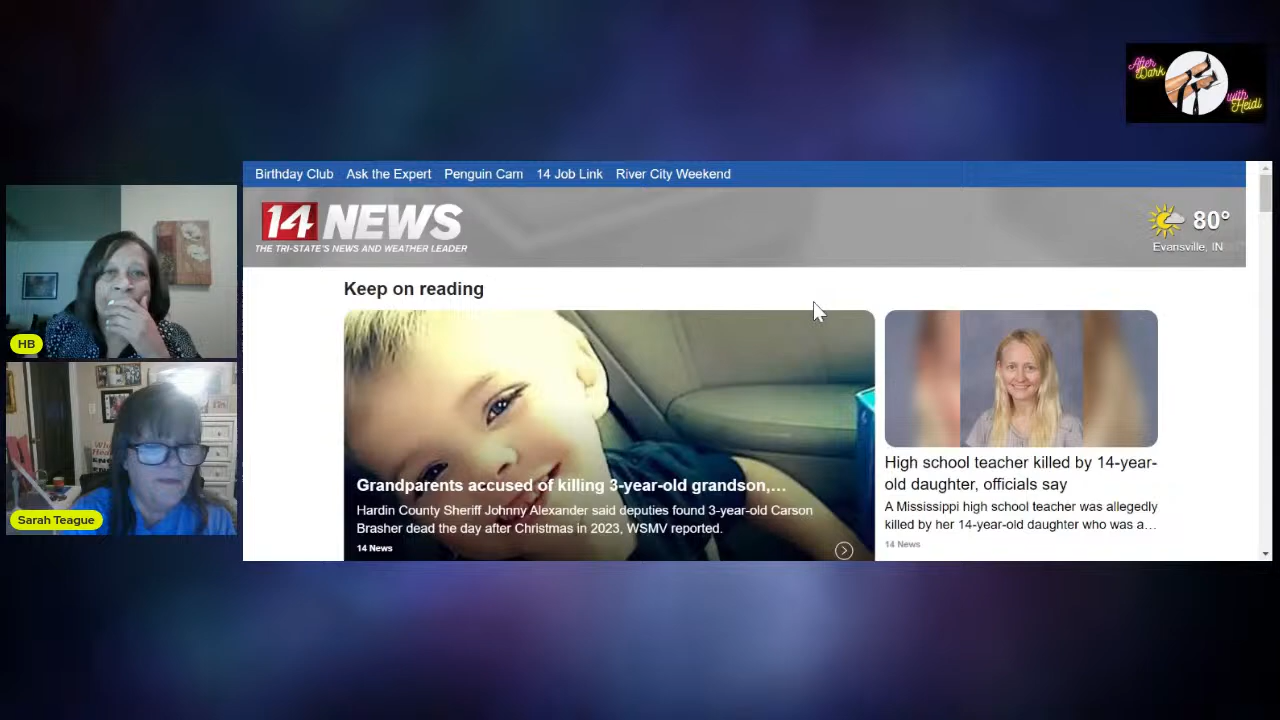 After
Dark
with
Heidi
Birthday Club Ask the Expert Penguin Cam 14 Job Link River City Weekend
14 NEWS
THE TRI-STATE'S NEWS AND WEATHER LEADER
80°
Evansville, IN
Keep on reading
Grandparents accused of killing 3-year-old grandson,...
Hardin County Sheriff Johnny Alexander said deputies found 3-year-old Carson
Brasher dead the day after Christmas in 2023, WSMV reported.
14 News
High school teacher killed by 14-year-
old daughter, officials say
A Mississippi high school teacher was allegedly
killed by her 14-year-old daughter who was a...
14 News
HB
Sarah Teague